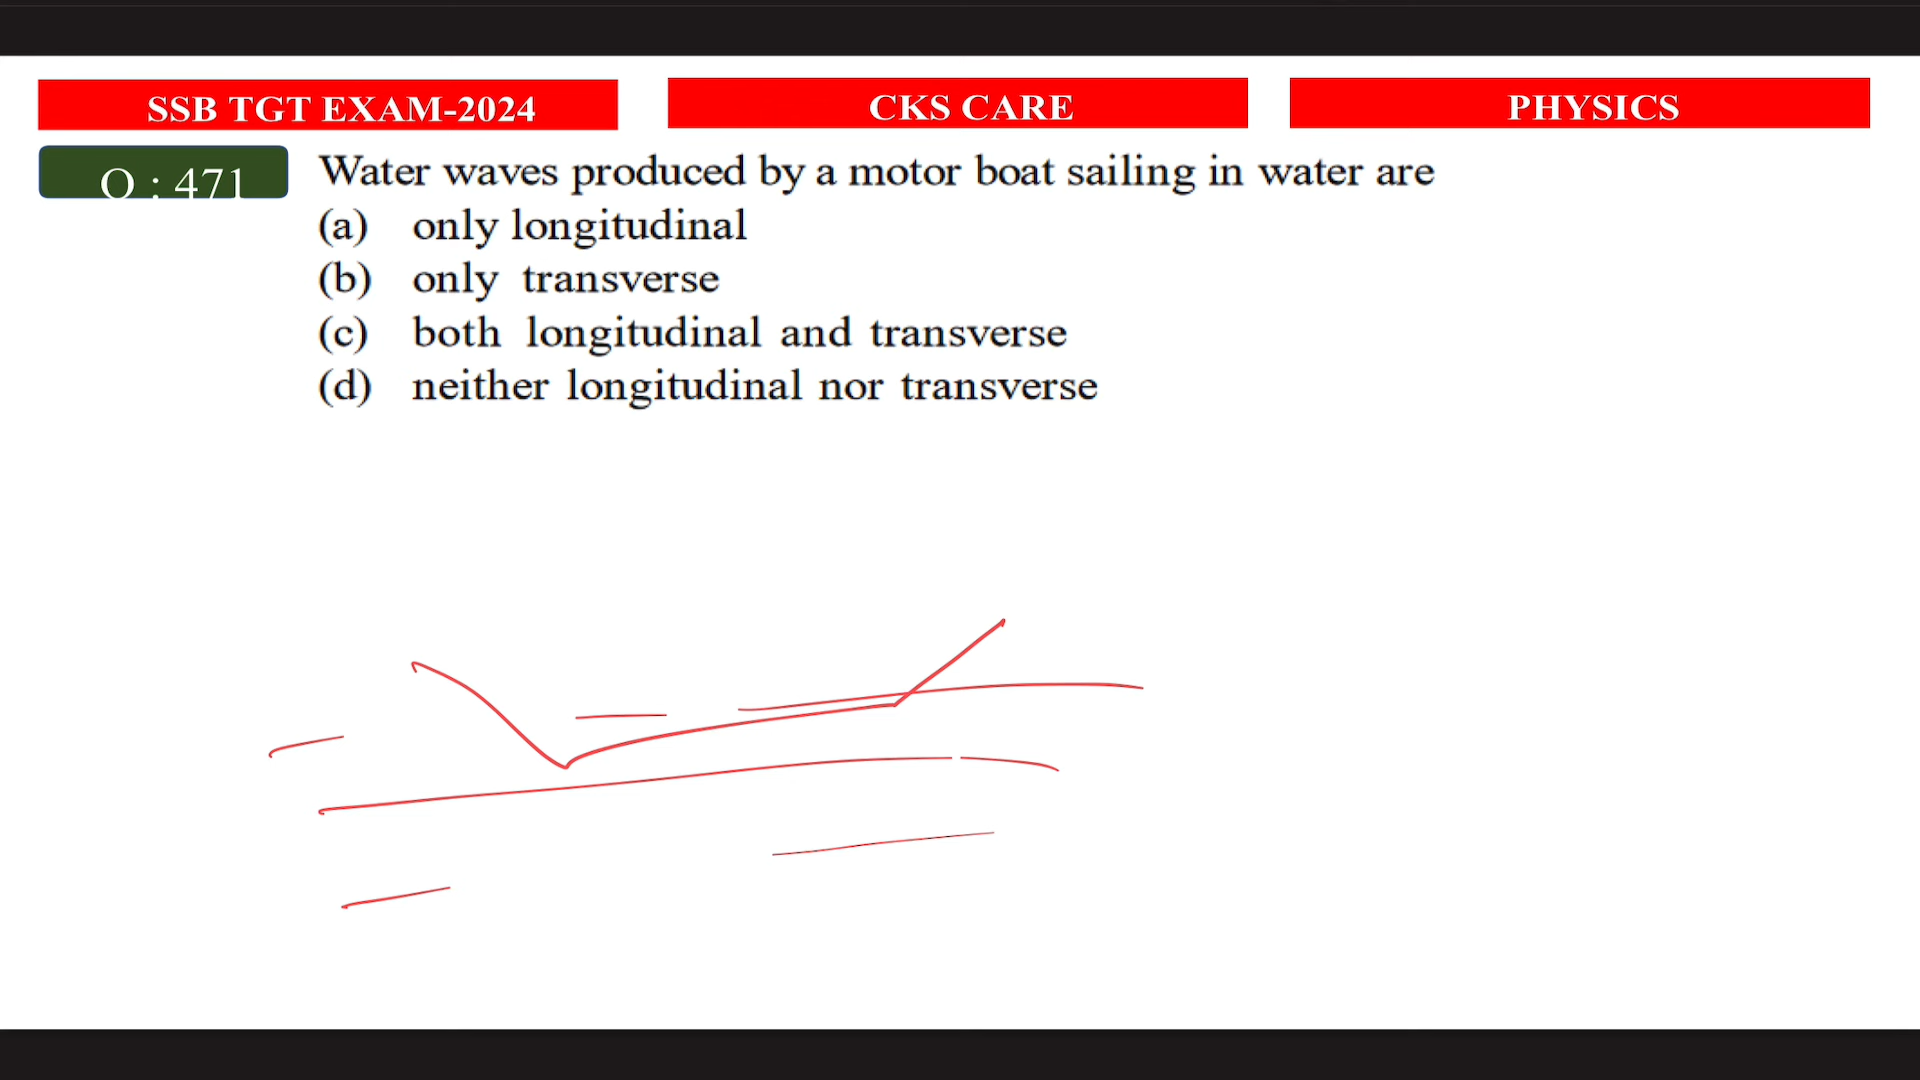 SSB TGT EXAM-2024
CKS CARE
PHYSICS
Q : 471
Water waves produced by a motor boat sailing in water are
(a) only longitudinal
(b) only transverse
(c) both longitudinal and transverse
(d) neither longitudinal nor transverse